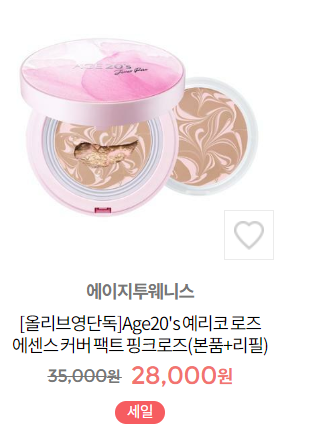 에이지투웨니스
[올리브영단독]Age20's 예리코 로즈
에센스 커버 팩트 핑크로즈(본품+리필)
35,000원 28,000원
세일